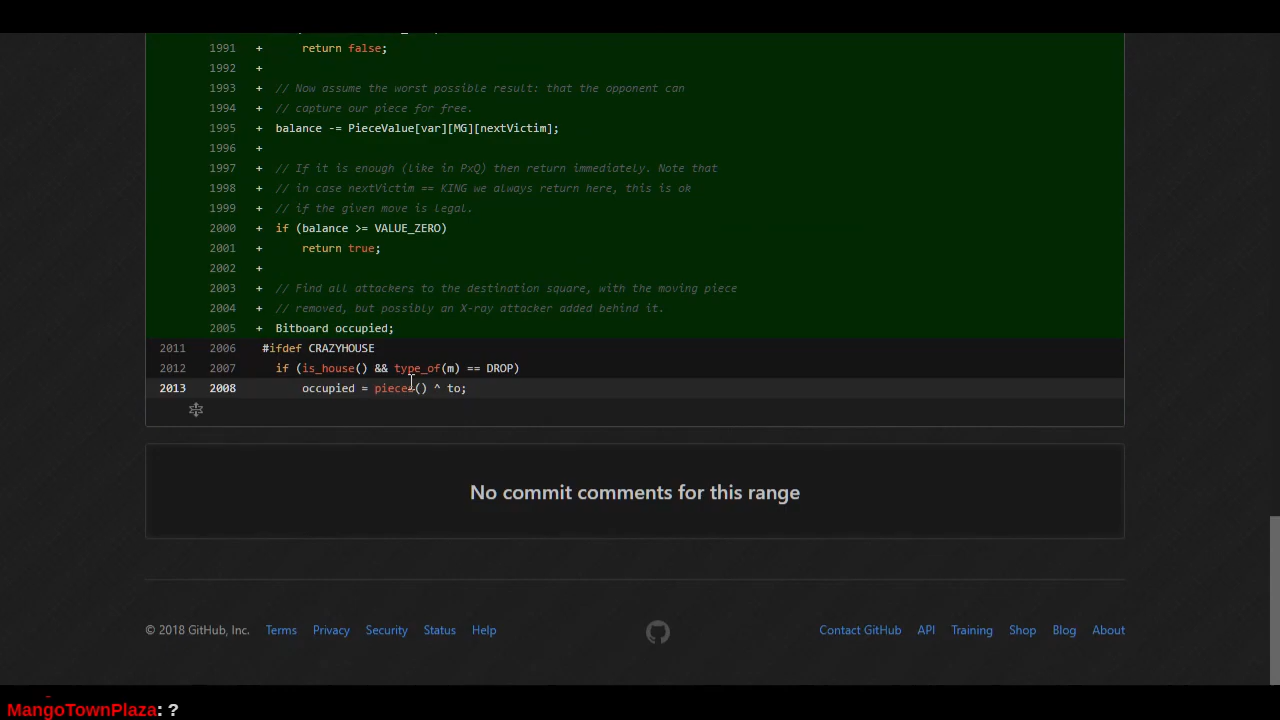 1991 + return false;
1992 +
1993 + // Now assume the worst possible result: that the opponent can
1994 + // capture our piece for free.
1995 + balance -= PieceValue[var][MG][nextVictim];
1996 +
1997 + // If it is enough (like in PxQ) then return immediately. Note that
1998 + // in case nextVictim == KING we always return here, this is ok
1999 + // if the given move is legal.
2000 + if (balance >= VALUE_ZERO)
2001 + return true;
2002 +
2003 + // Find all attackers to the destination square, with the moving piece
2004 + // removed, but possibly an X-ray attacker added behind it.
2005 + Bitboard occupied;
2011 2006 #ifdef CRAZYHOUSE
2012 2007 if (is_house() && type_of(m) == DROP)
2013 2008 occupied = pieces() ^ to;
No commit comments for this range
© 2018 GitHub, Inc. Terms Privacy Security Status Help Contact GitHub API Training Shop Blog About
MangoTownPlaza: ?